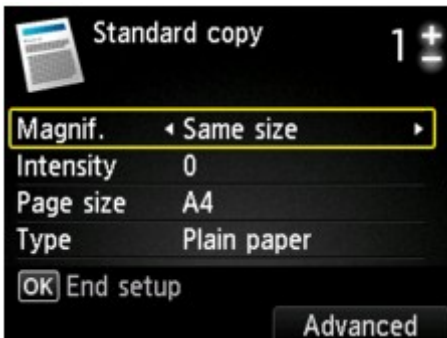 Standard copy 1
Magnif. Same size
Intensity 0
Page size A4
Type Plain paper
OK End setup
Advanced